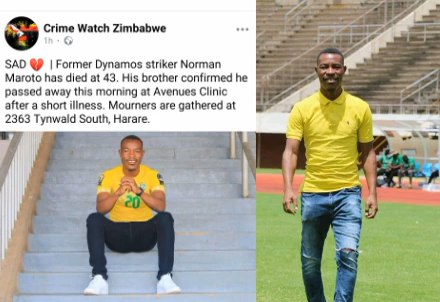 Crime Watch Zimbabwe
1h ·
SAD 💔 | Former Dynamos striker Norman
Maroto has died at 43. His brother confirmed he
passed away this morning at Avenues Clinic
after a short illness. Mourners are gathered at
2363 Tynwald South, Harare.
20